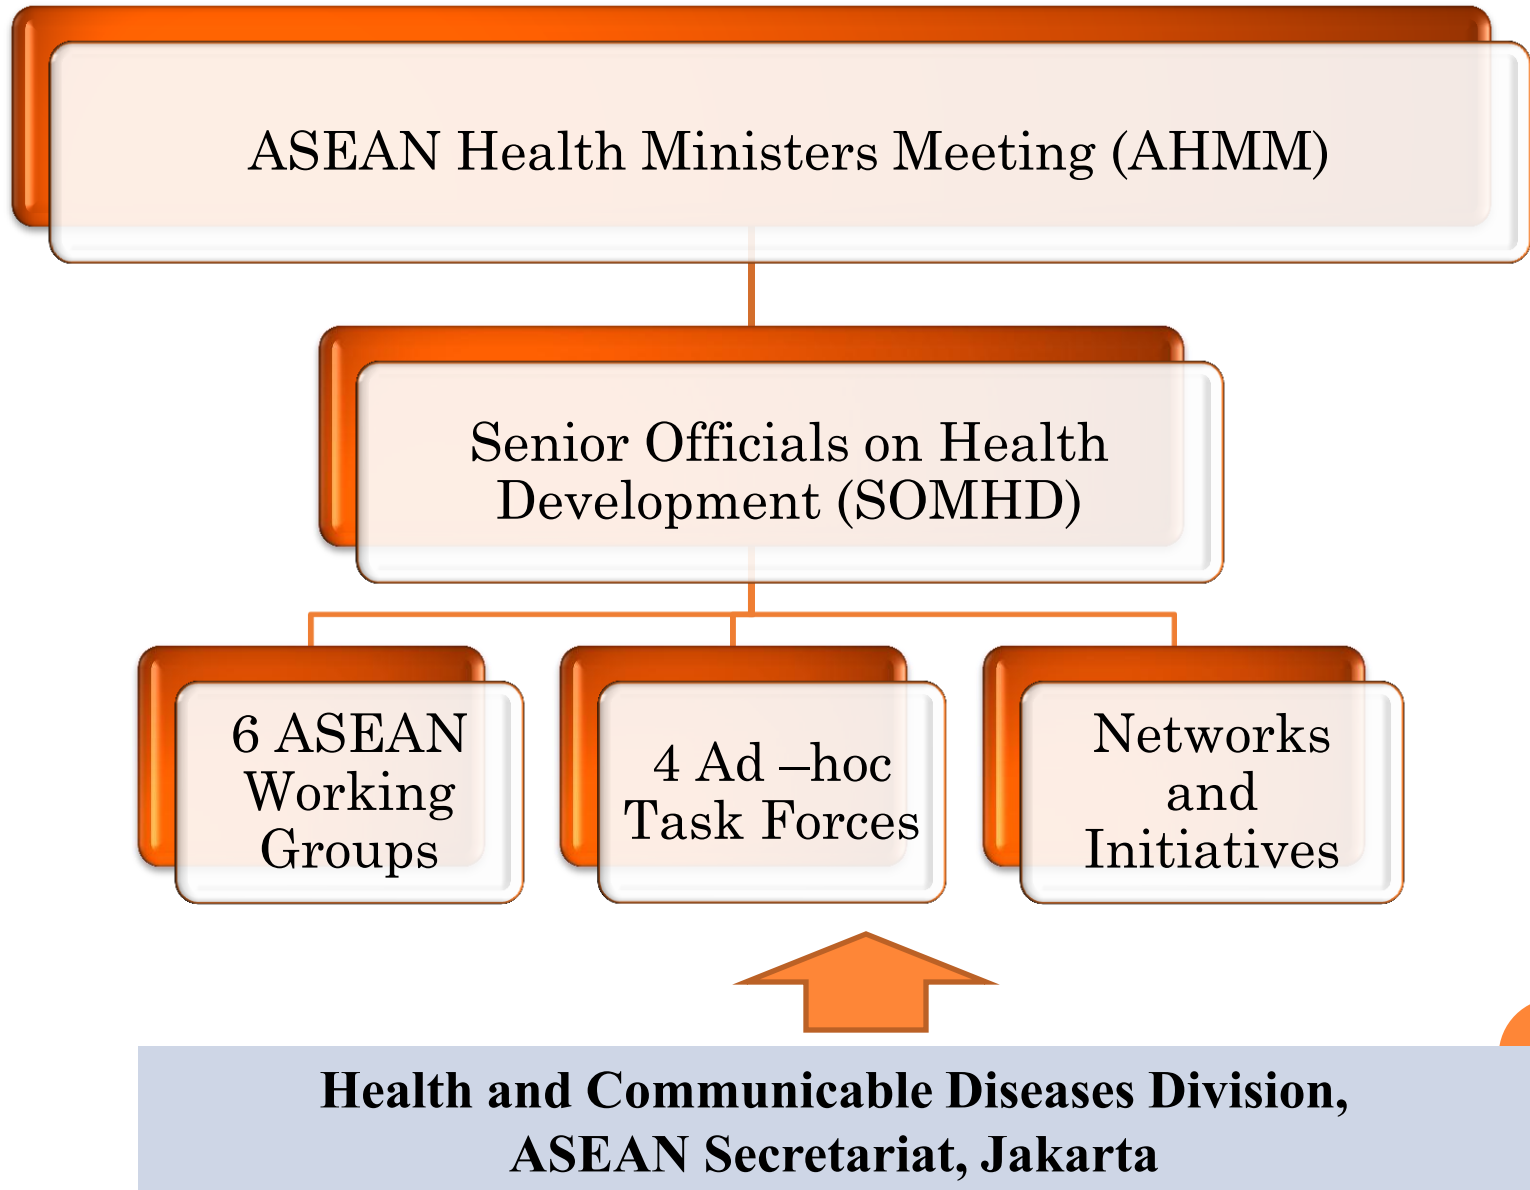 ASEAN Health Ministers Meeting (AHMM)
Senior Officials on Health
Development (SOMHD)
6 ASEAN
Working
Groups
4 Ad –hoc
Task Forces
Networks
and
Initiatives
Health and Communicable Diseases Division,
ASEAN Secretariat, Jakarta